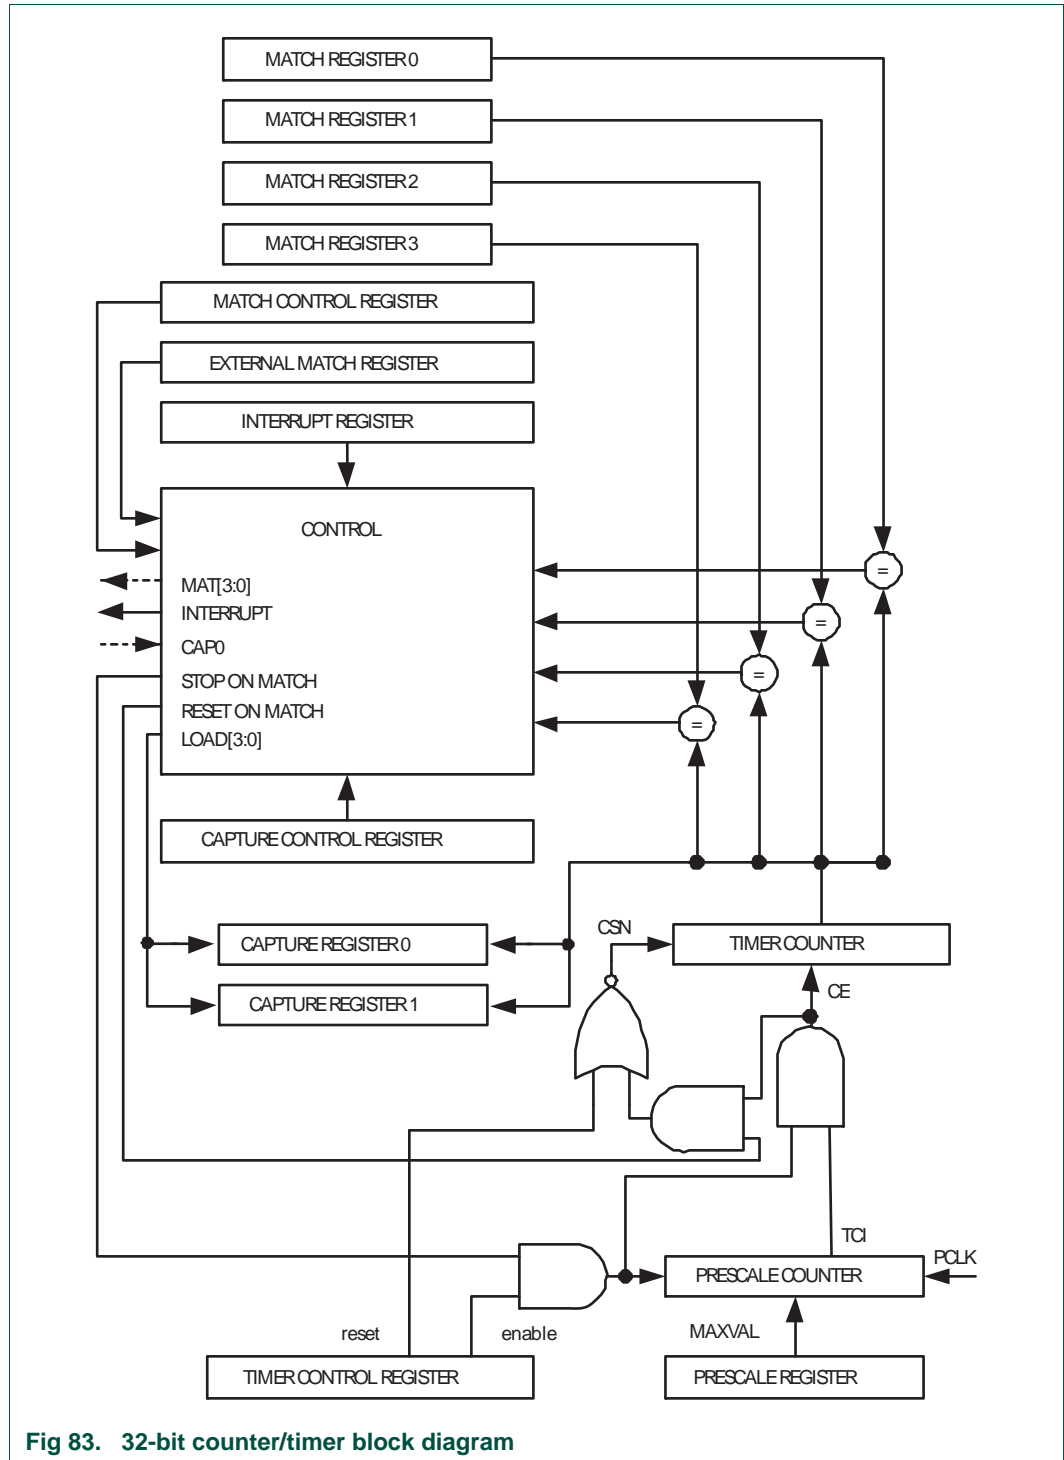 MATCH REGISTER 0
MATCH REGISTER 1
MATCH REGISTER 2
MATCH REGISTER 3
MATCH CONTROL REGISTER
EXTERNAL MATCH REGISTER
INTERRUPT REGISTER
CONTROL
=
MAT[3:0]
INTERRUPT
=
CAP0
STOP ON MATCH
=
RESET ON MATCH
=
LOAD[3:0]
CAPTURE CONTROL REGISTER
CSN
CAPTURE REGISTER 0
TIMER COUNTER
CE
CAPTURE REGISTER 1
TCI
PCLK
PRESCALE COUNTER
reset
enable
MAXVAL
TIMER CONTROL REGISTER
PRESCALE REGISTER
Fig 83. 32-bit counter/timer block diagram